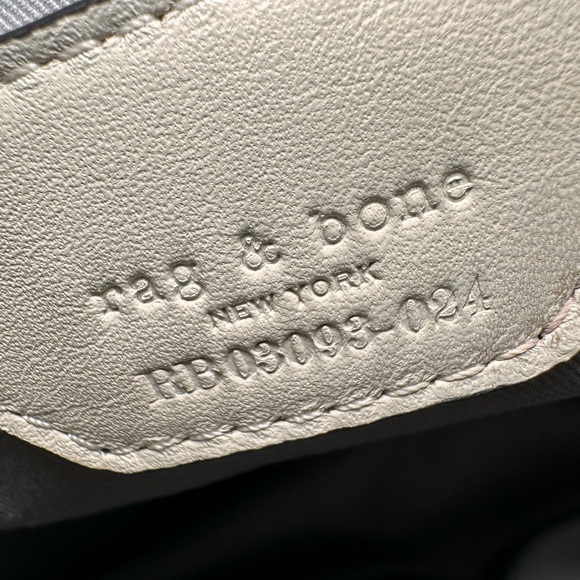 rag & bone
NEW YORK
RB03093-024